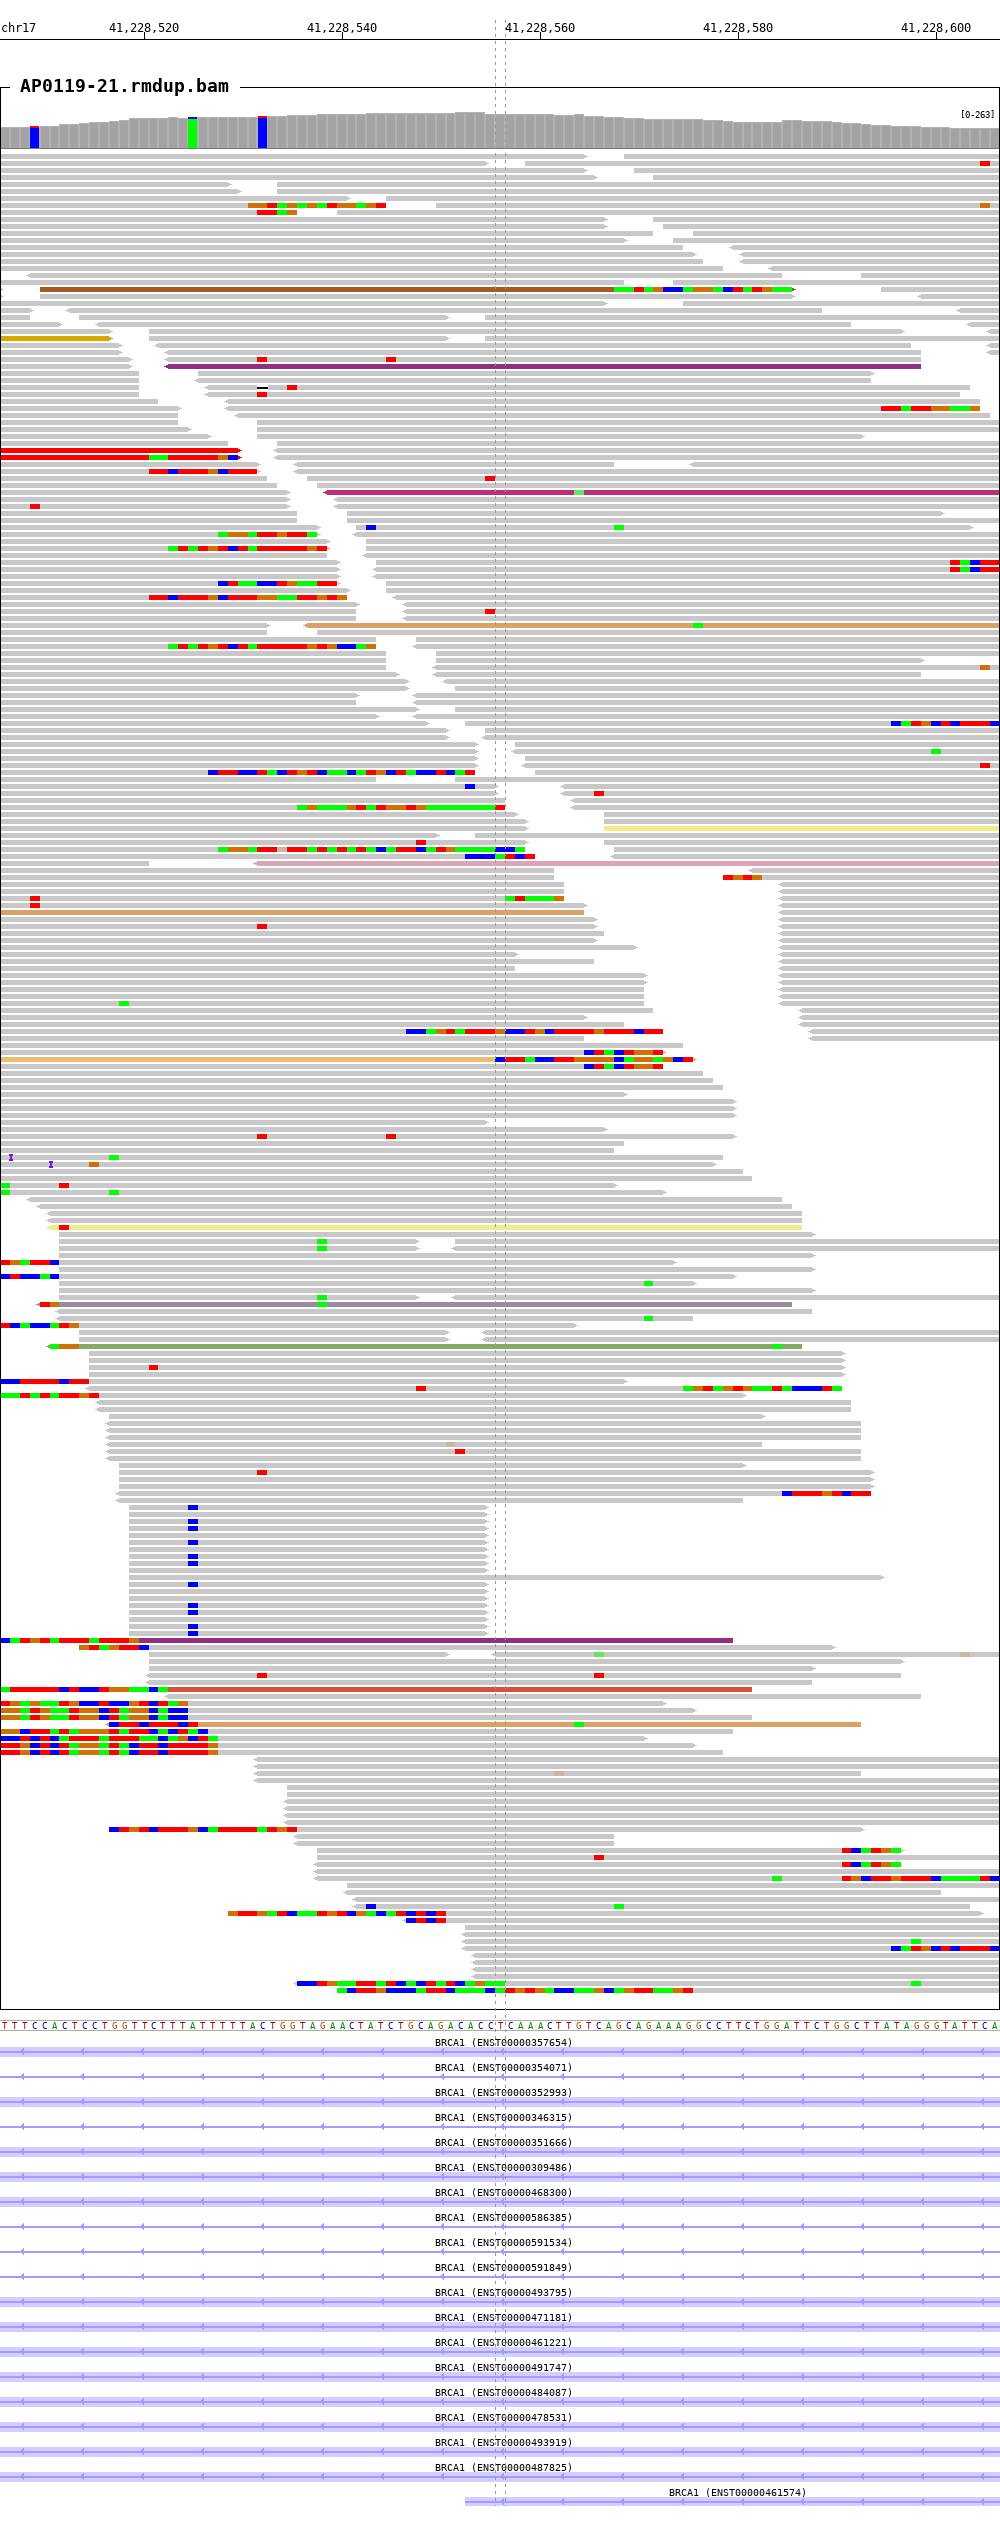 chr17 41,228,520 41,228,540 41,228,560 41,228,580 41,228,600
AP0119-21.rmdup.bam
[0-263]
I
I
TTTCCACTCCTGGTTCTTTATTTTTACTGGTAGAACTATCTGCAGACACCTCAAACTTGTCAGCAGAAAGGCCTTCTGGATTCTGGCTTATAGGGTATTCA
BRCA1 (ENST00000357654)
BRCA1 (ENST00000354071)
BRCA1 (ENST00000352993)
BRCA1 (ENST00000346315)
BRCA1 (ENST00000351666)
BRCA1 (ENST00000309486)
BRCA1 (ENST00000468300)
BRCA1 (ENST00000586385)
BRCA1 (ENST00000591534)
BRCA1 (ENST00000591849)
BRCA1 (ENST00000493795)
BRCA1 (ENST00000471181)
BRCA1 (ENST00000461221)
BRCA1 (ENST00000491747)
BRCA1 (ENST00000484087)
BRCA1 (ENST00000478531)
BRCA1 (ENST00000493919)
BRCA1 (ENST00000487825)
BRCA1 (ENST00000461574)